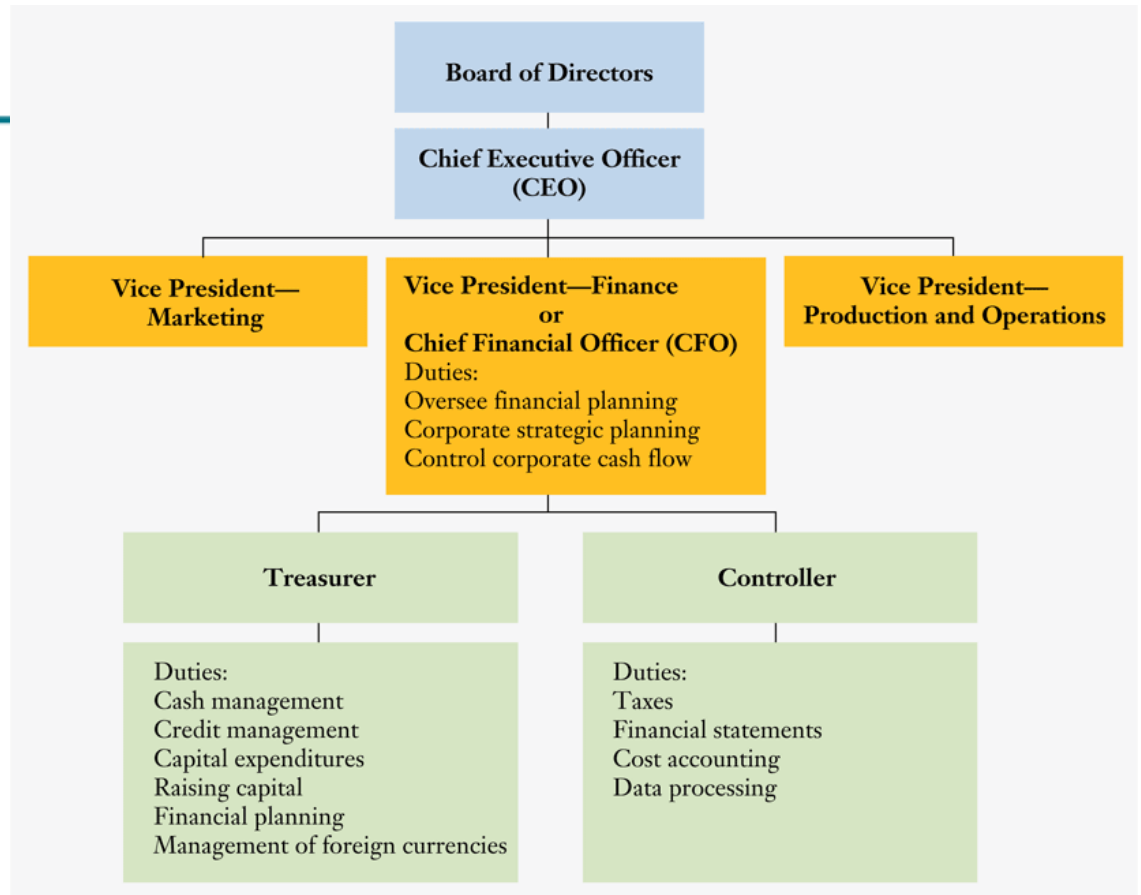 Board of Directors
Chief Executive Officer
(CEO)
Vice President—
Marketing
Vice President—Finance
or
Chief Financial Officer (CFO)
Duties:
Oversee financial planning
Corporate strategic planning
Control corporate cash flow
Vice President—
Production and Operations
Treasurer
Controller
Duties:
Cash management
Credit management
Capital expenditures
Raising capital
Financial planning
Management of foreign currencies
Duties:
Taxes
Financial statements
Cost accounting
Data processing